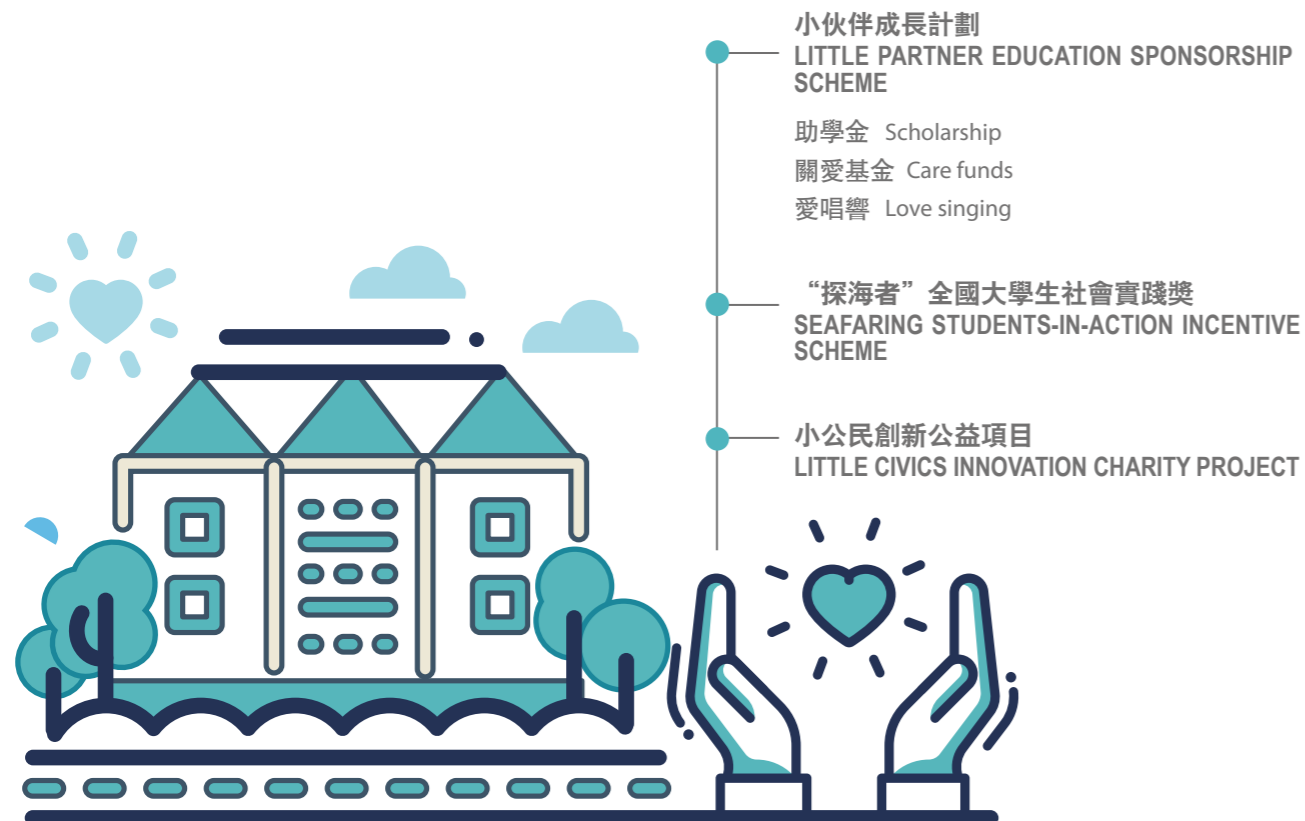 小伙伴成長計劃
LITTLE PARTNER EDUCATION SPONSORSHIP
SCHEME
助學金 Scholarship
關愛基金 Care funds
愛唱響 Love singing
“探海者”全國大學生社會實踐獎
SEAFARING STUDENTS-IN-ACTION INCENTIVE
SCHEME
小公民創新公益項目
LITTLE CIVICS INNOVATION CHARITY PROJECT